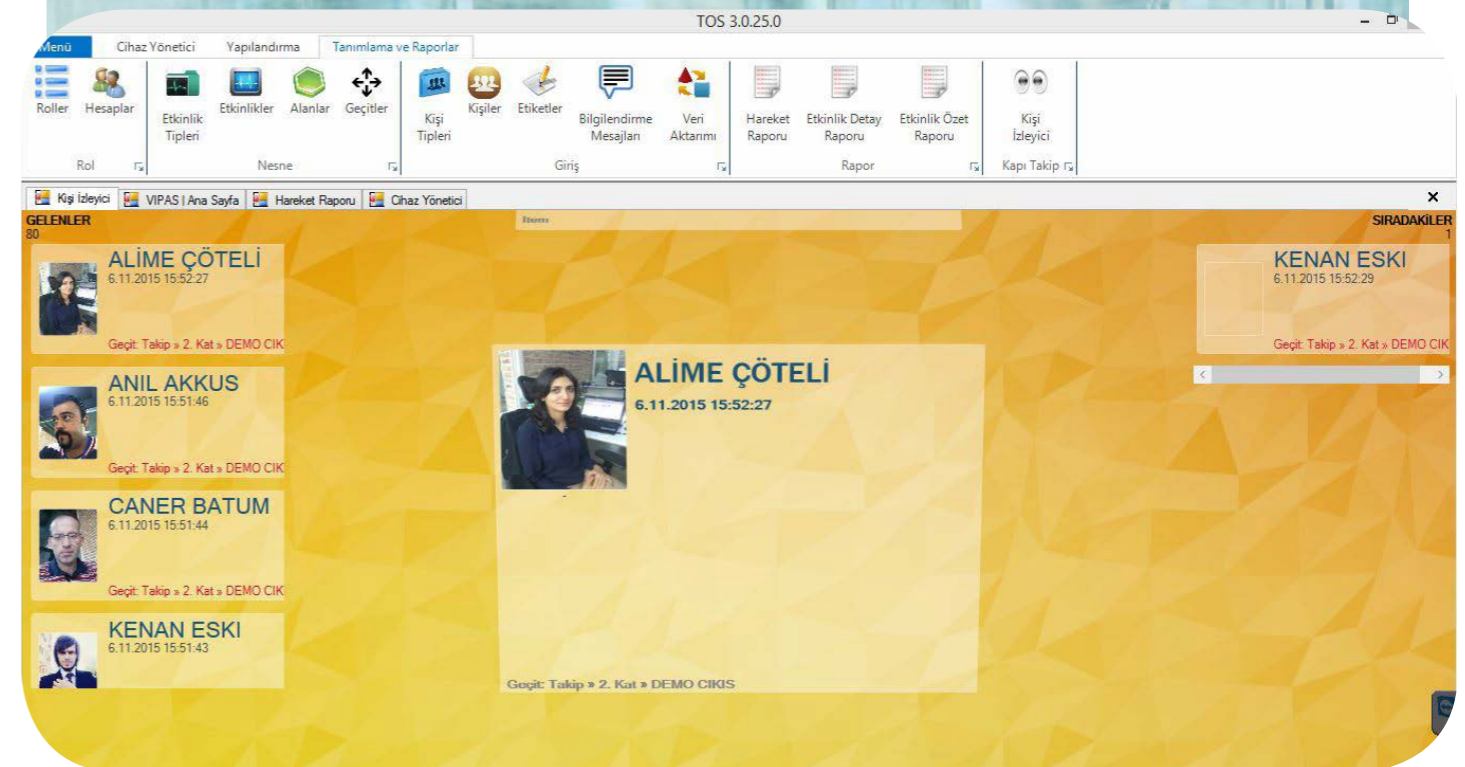 TOS 3.0.25.0
Menü Cihaz Yönetici Yapılandırma Tanımlama ve Raporlar
Roller
Hesaplar
Etkinlik
Tipleri
Etkinlikler
Alanlar
Geçitler
Kişi
Tipleri
Kişiler
Etiketler
Bilgilendirme
Mesajları
Veri
Aktarımı
Hareket
Raporu
Etkinlik Detay
Raporu
Etkinlik Özet
Raporu
Kişi
İzleyici
Rol Nesne Giriş Rapor Kapı Takip
Kişi İzleyici VIPAS | Ana Sayfa Hareket Raporu Cihaz Yönetici
GELENLER
80
ALİME ÇÖTELİ
6.11.2015 15:52:27
Geçit: Takip » 2. Kat » DEMO CIK
ANIL AKKUS
6.11.2015 15:51:46
Geçit: Takip » 2. Kat » DEMO CIK
CANER BATUM
6.11.2015 15:51:44
Geçit: Takip » 2. Kat » DEMO CIK
KENAN ESKI
6.11.2015 15:51:43
Item
ALİME ÇÖTELİ
6.11.2015 15:52:27
Geçit: Takip » 2. Kat » DEMO CIKIS
SIRADAKİLER
1
KENAN ESKI
6.11.2015 15:52:29
Geçit: Takip » 2. Kat » DEMO CIK